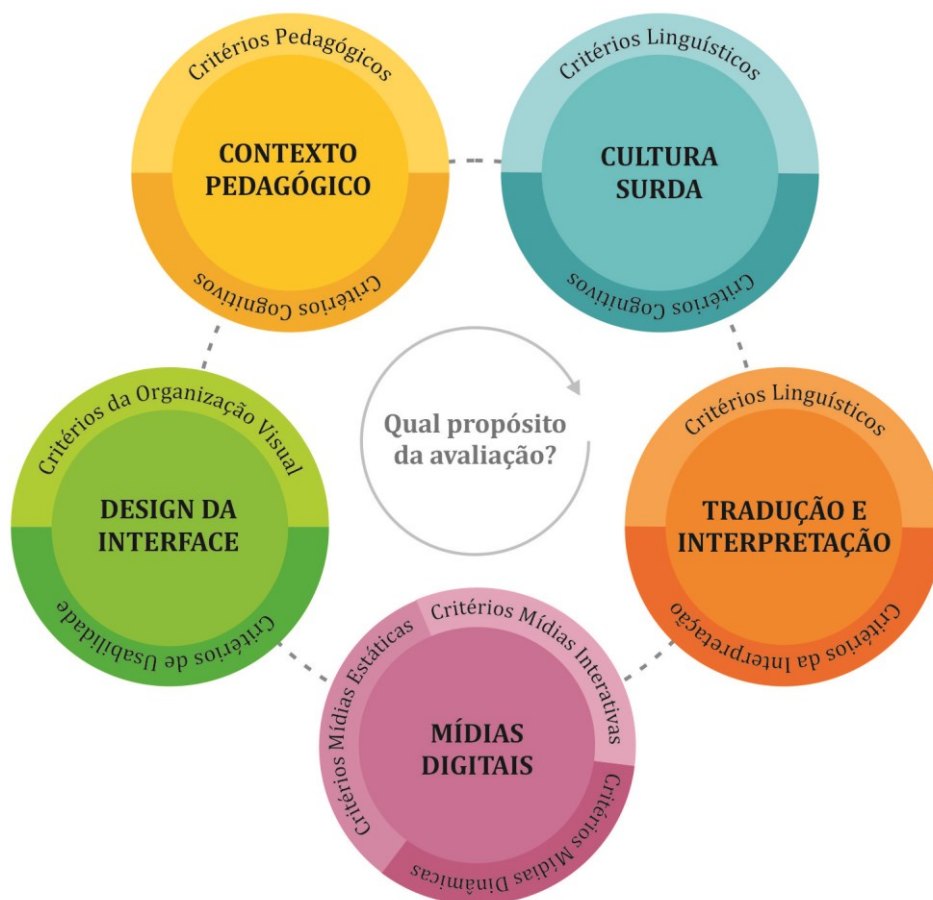 Critérios Pedagógicos
CONTEXTO
PEDAGÓGICO
Critérios Cognitivos
Critérios Linguísticos
CULTURA
SURDA
Critérios Cognitivos
Qual propósito
da avaliação?
Critérios da Organização Visual
DESIGN DA
INTERFACE
Critérios de Usabilidade
Critérios Linguísticos
TRADUÇÃO E
INTERPRETAÇÃO
Critérios da Interpretação
Critérios Mídias Estáticas
Critérios Mídias Interativas
MÍDIAS
DIGITAIS
Critérios Mídias Dinâmicas